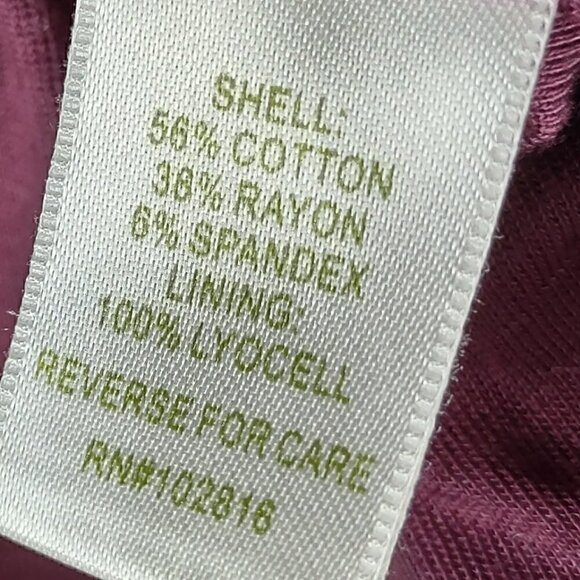 SHELL:
56% COTTON
38% RAYON
6% SPANDEX
LINING:
100% LYOCELL
REVERSE FOR CARE
RN#102816